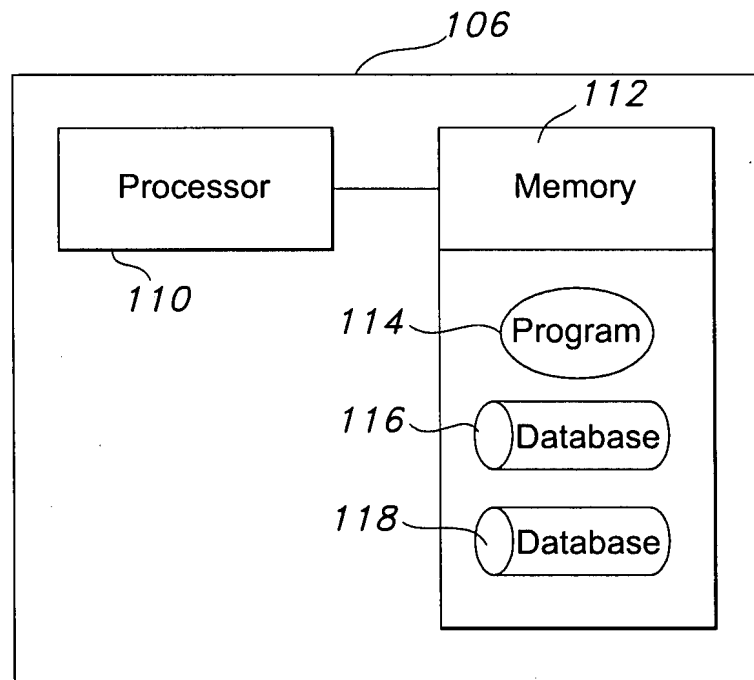 106
112
Processor
Memory
110
114
Program
116
Database
118
Database